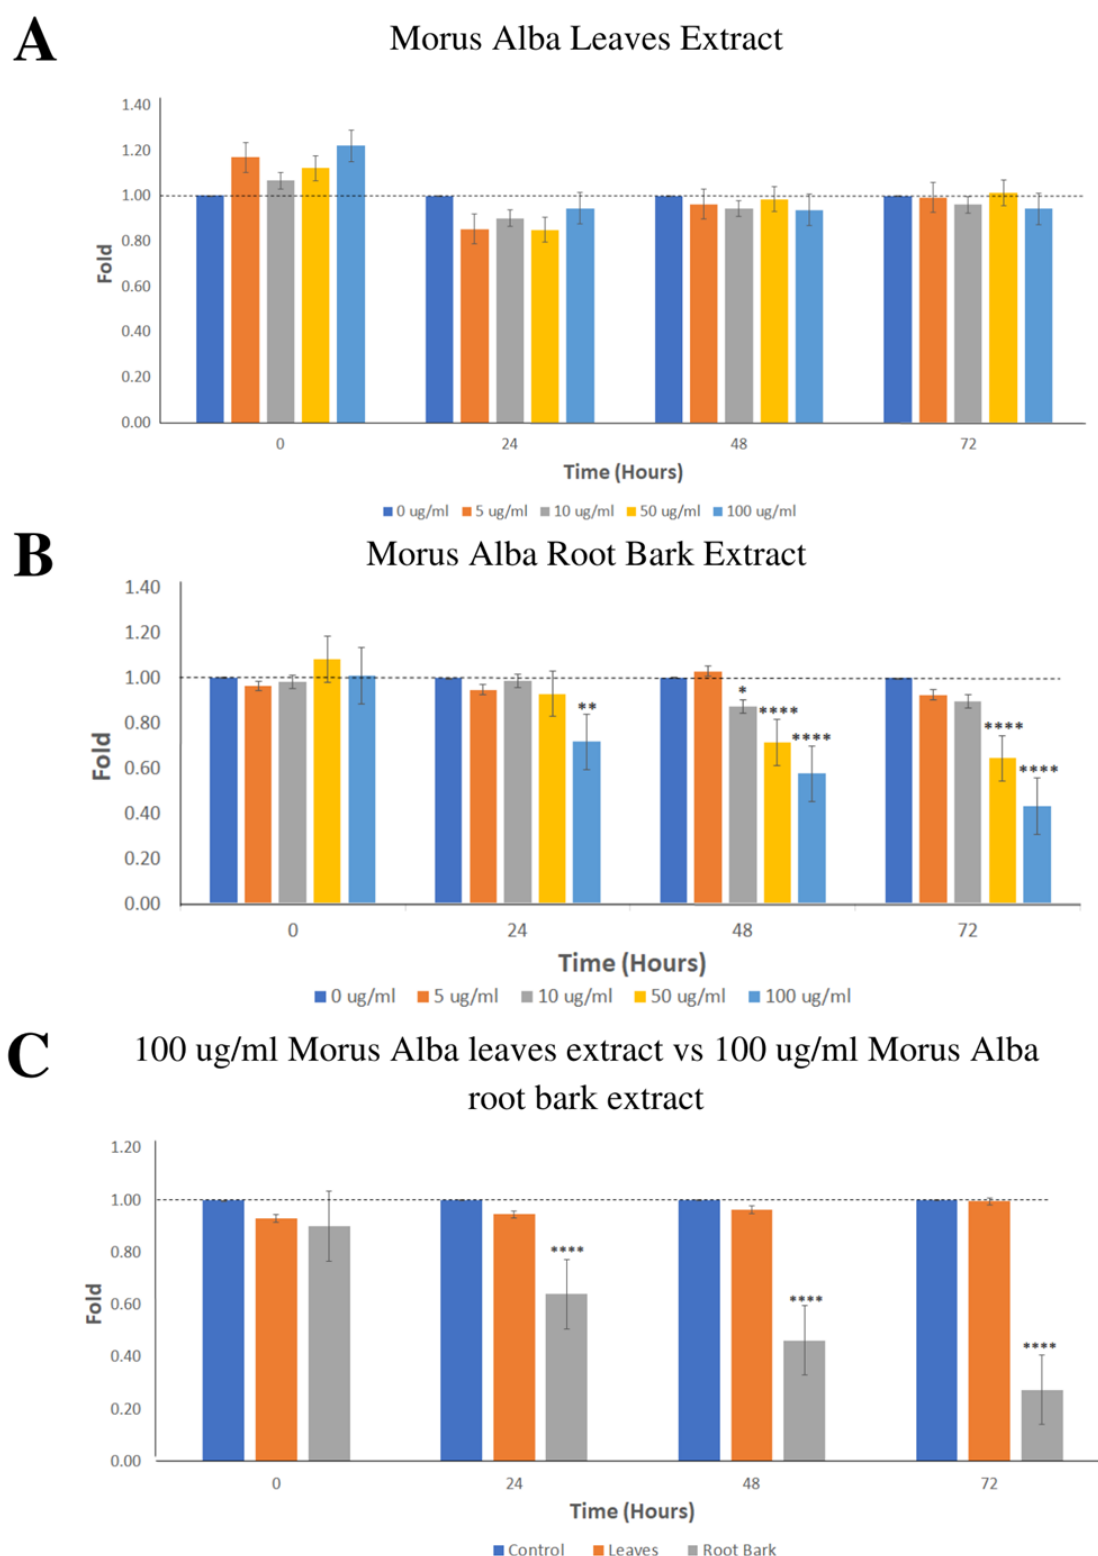 A
Morus Alba Leaves Extract
1.40
1.20
1.00
0.80
0.60
0.40
0.20
0.00
Fold
0 24 48 72
Time (Hours)
0 ug/ml 5 ug/ml 10 ug/ml 50 ug/ml 100 ug/ml
B
Morus Alba Root Bark Extract
1.40
1.20
1.00
0.80
0.60
0.40
0.20
0.00
Fold
**
*
****
****
****
****
0 24 48 72
Time (Hours)
0 ug/ml 5 ug/ml 10 ug/ml 50 ug/ml 100 ug/ml
C
100 ug/ml Morus Alba leaves extract vs 100 ug/ml Morus Alba
root bark extract
1.20
1.00
0.80
0.60
0.40
0.20
0.00
Fold
****
****
****
0 24 48 72
Time (Hours)
Control Leaves Root Bark